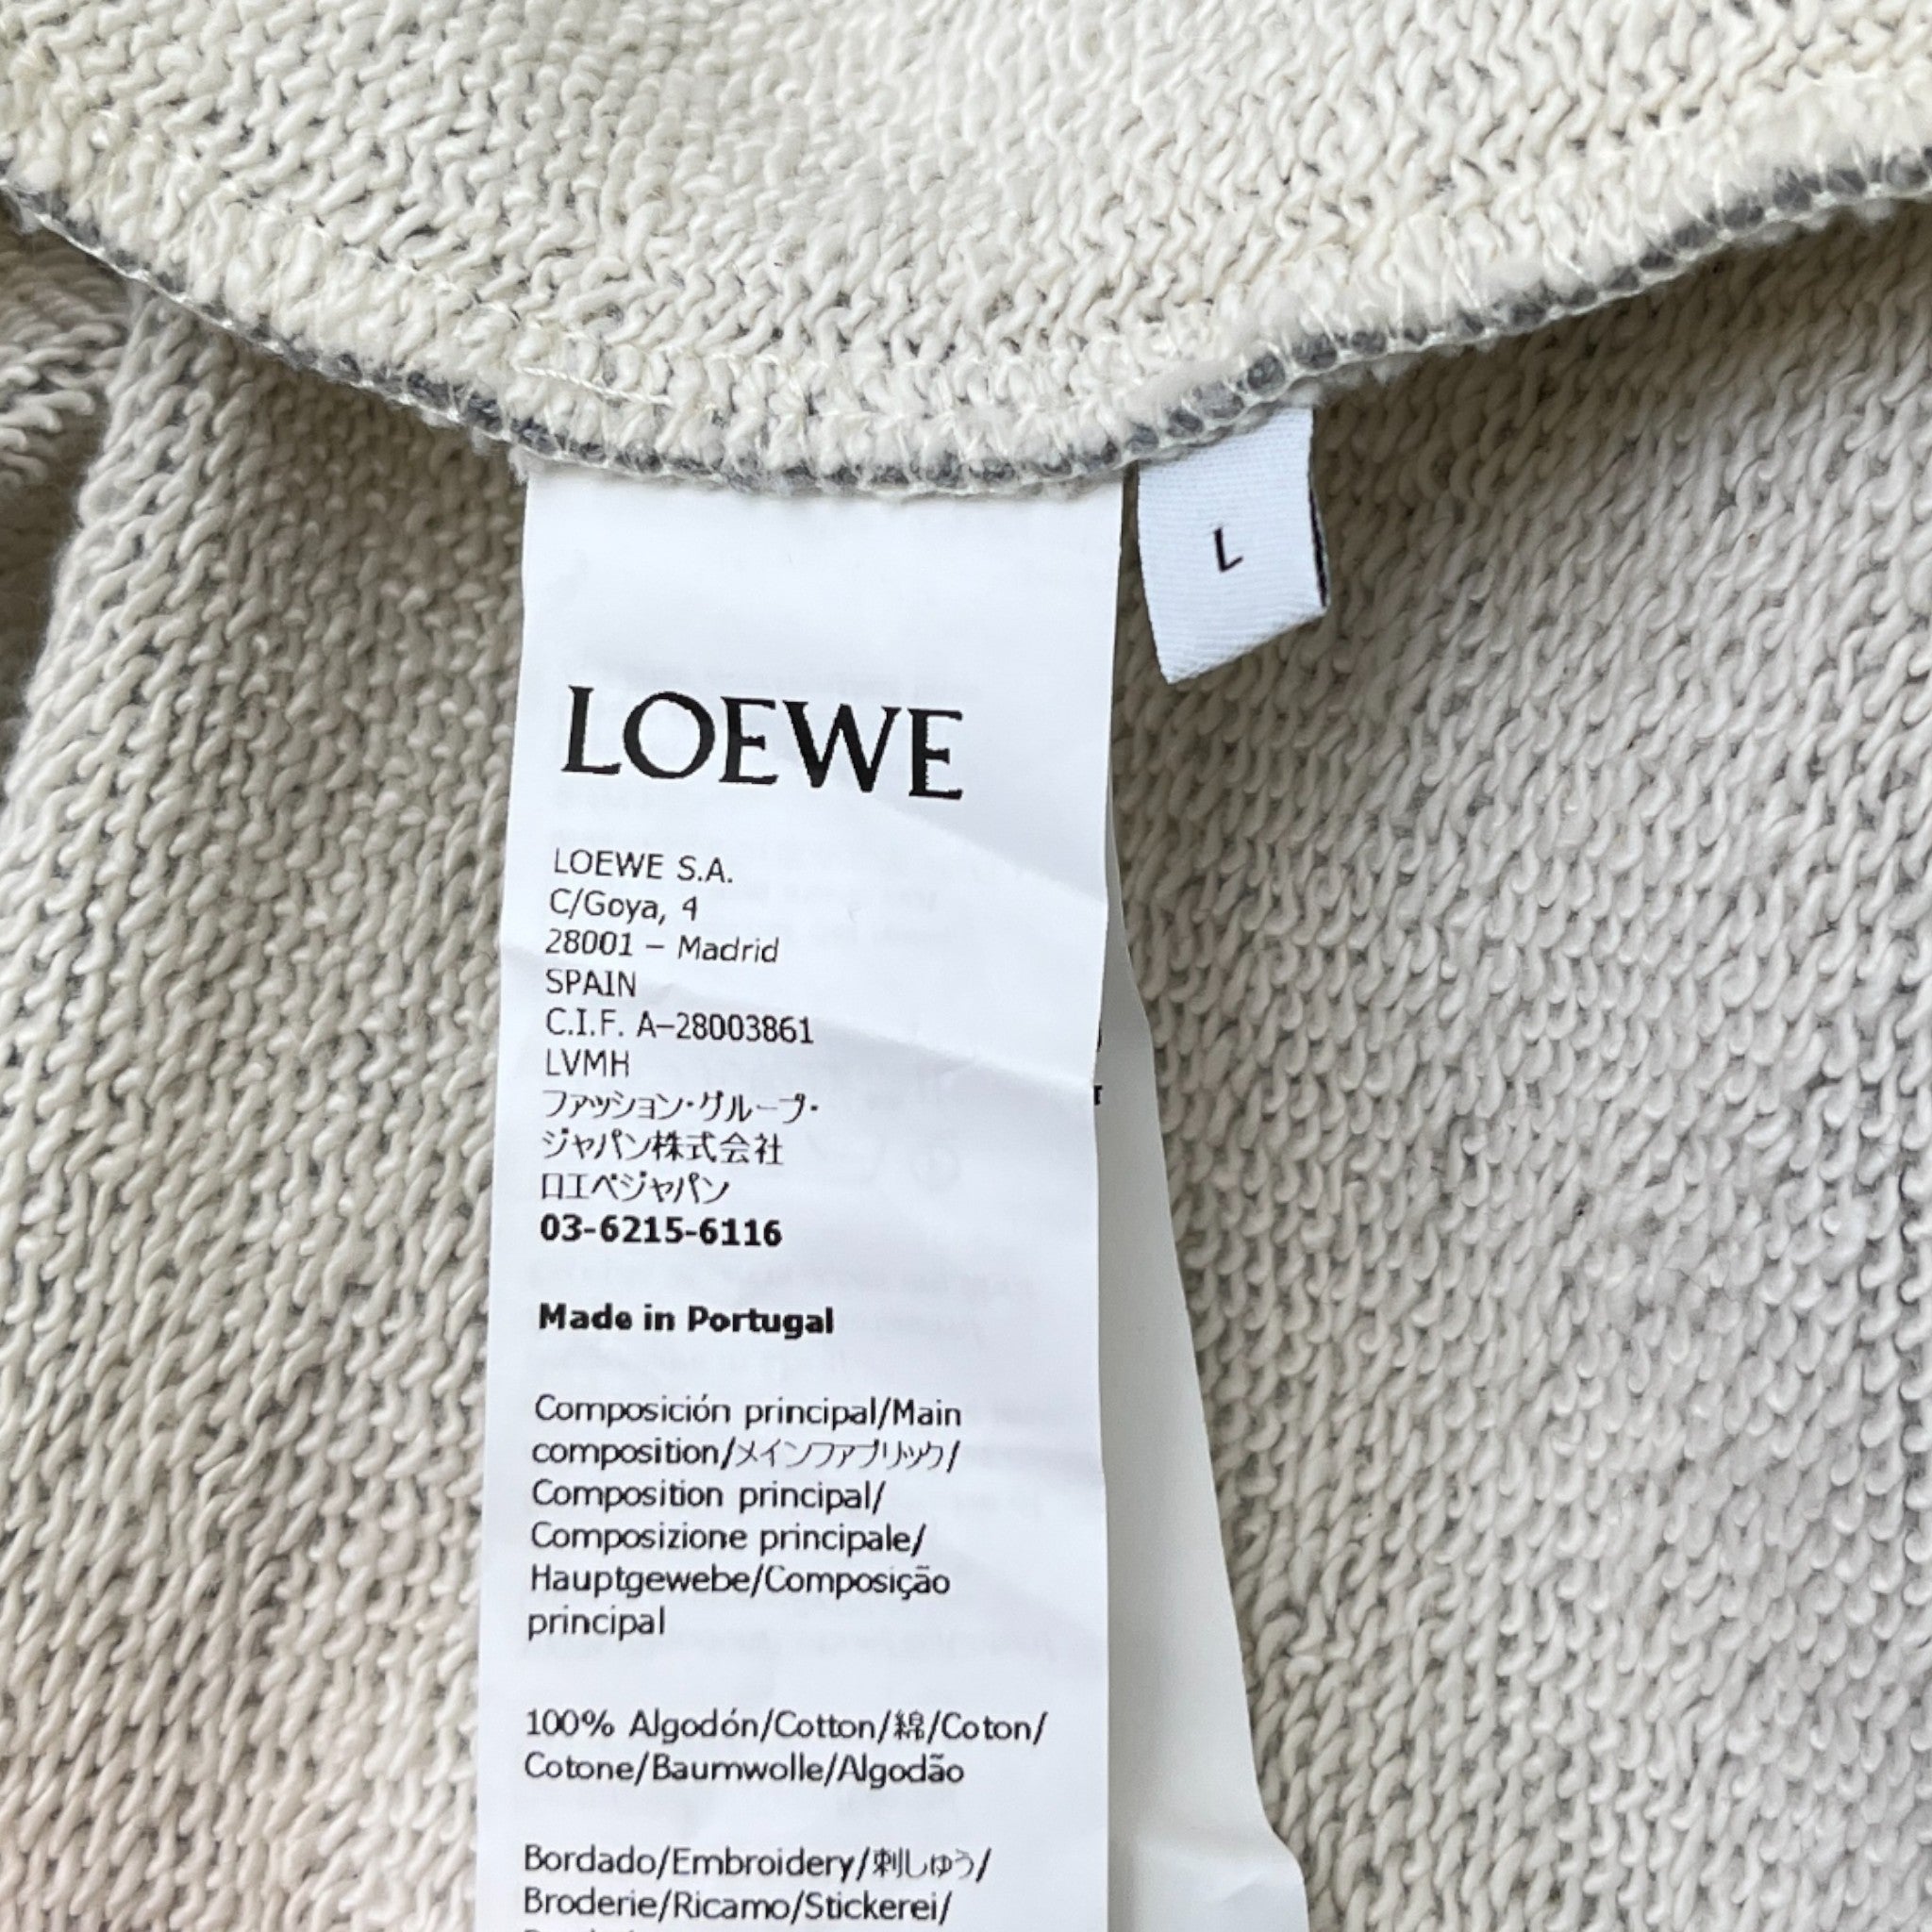 L
LOEWE
LOEWE S.A.
C/Goya, 4
28001 – Madrid
SPAIN
C.I.F. A–28003861
LVMH
ファッション・グループ・
ジャパン株式会社
ロエベジャパン
03-6215-6116
Made in Portugal
Composición principal/Main
composition/メインファブリック/
Composition principal/
Composizione principale/
Hauptgewebe/Composição
principal
100% Algodón/Cotton/綿/Coton/
Cotone/Baumwolle/Algodão
Bordado/Embroidery/刺しゅう/
Broderie/Ricamo/Stickerei/